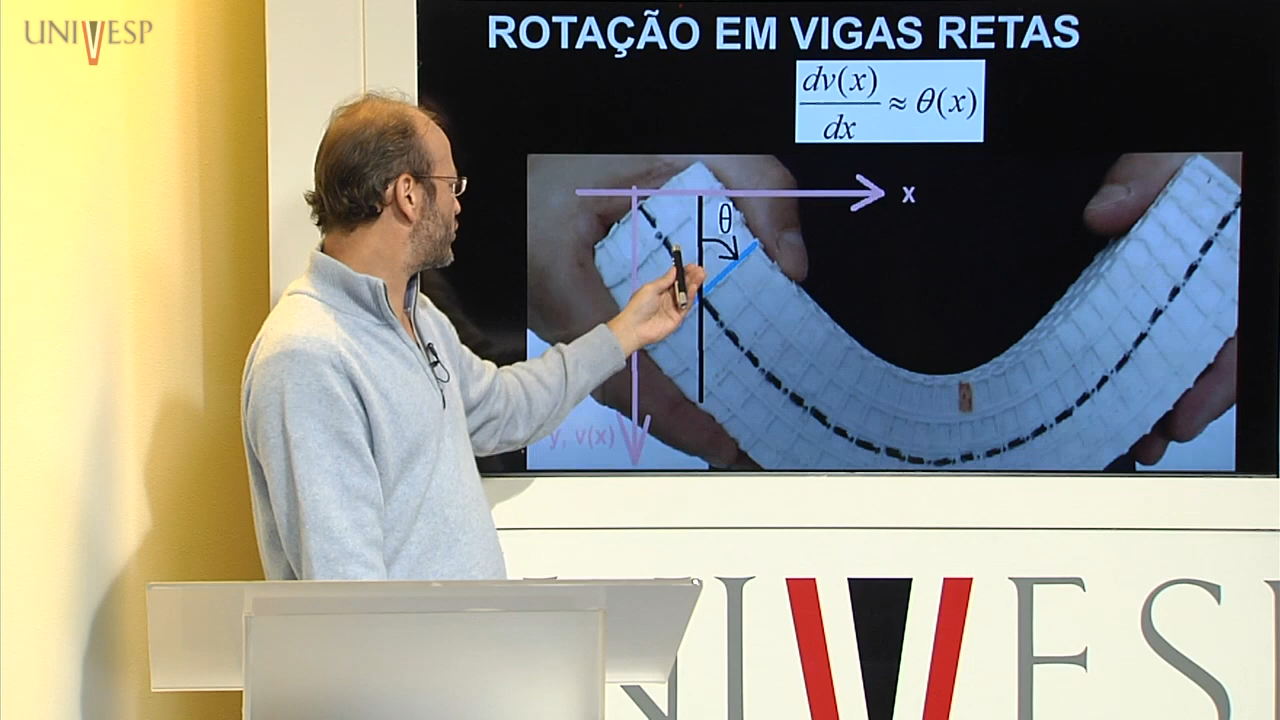 UNIVESP
ROTAÇÃO EM VIGAS RETAS
dv(x)
dx
≈ θ(x)
x
θ
y, v(x)
UNIVESP